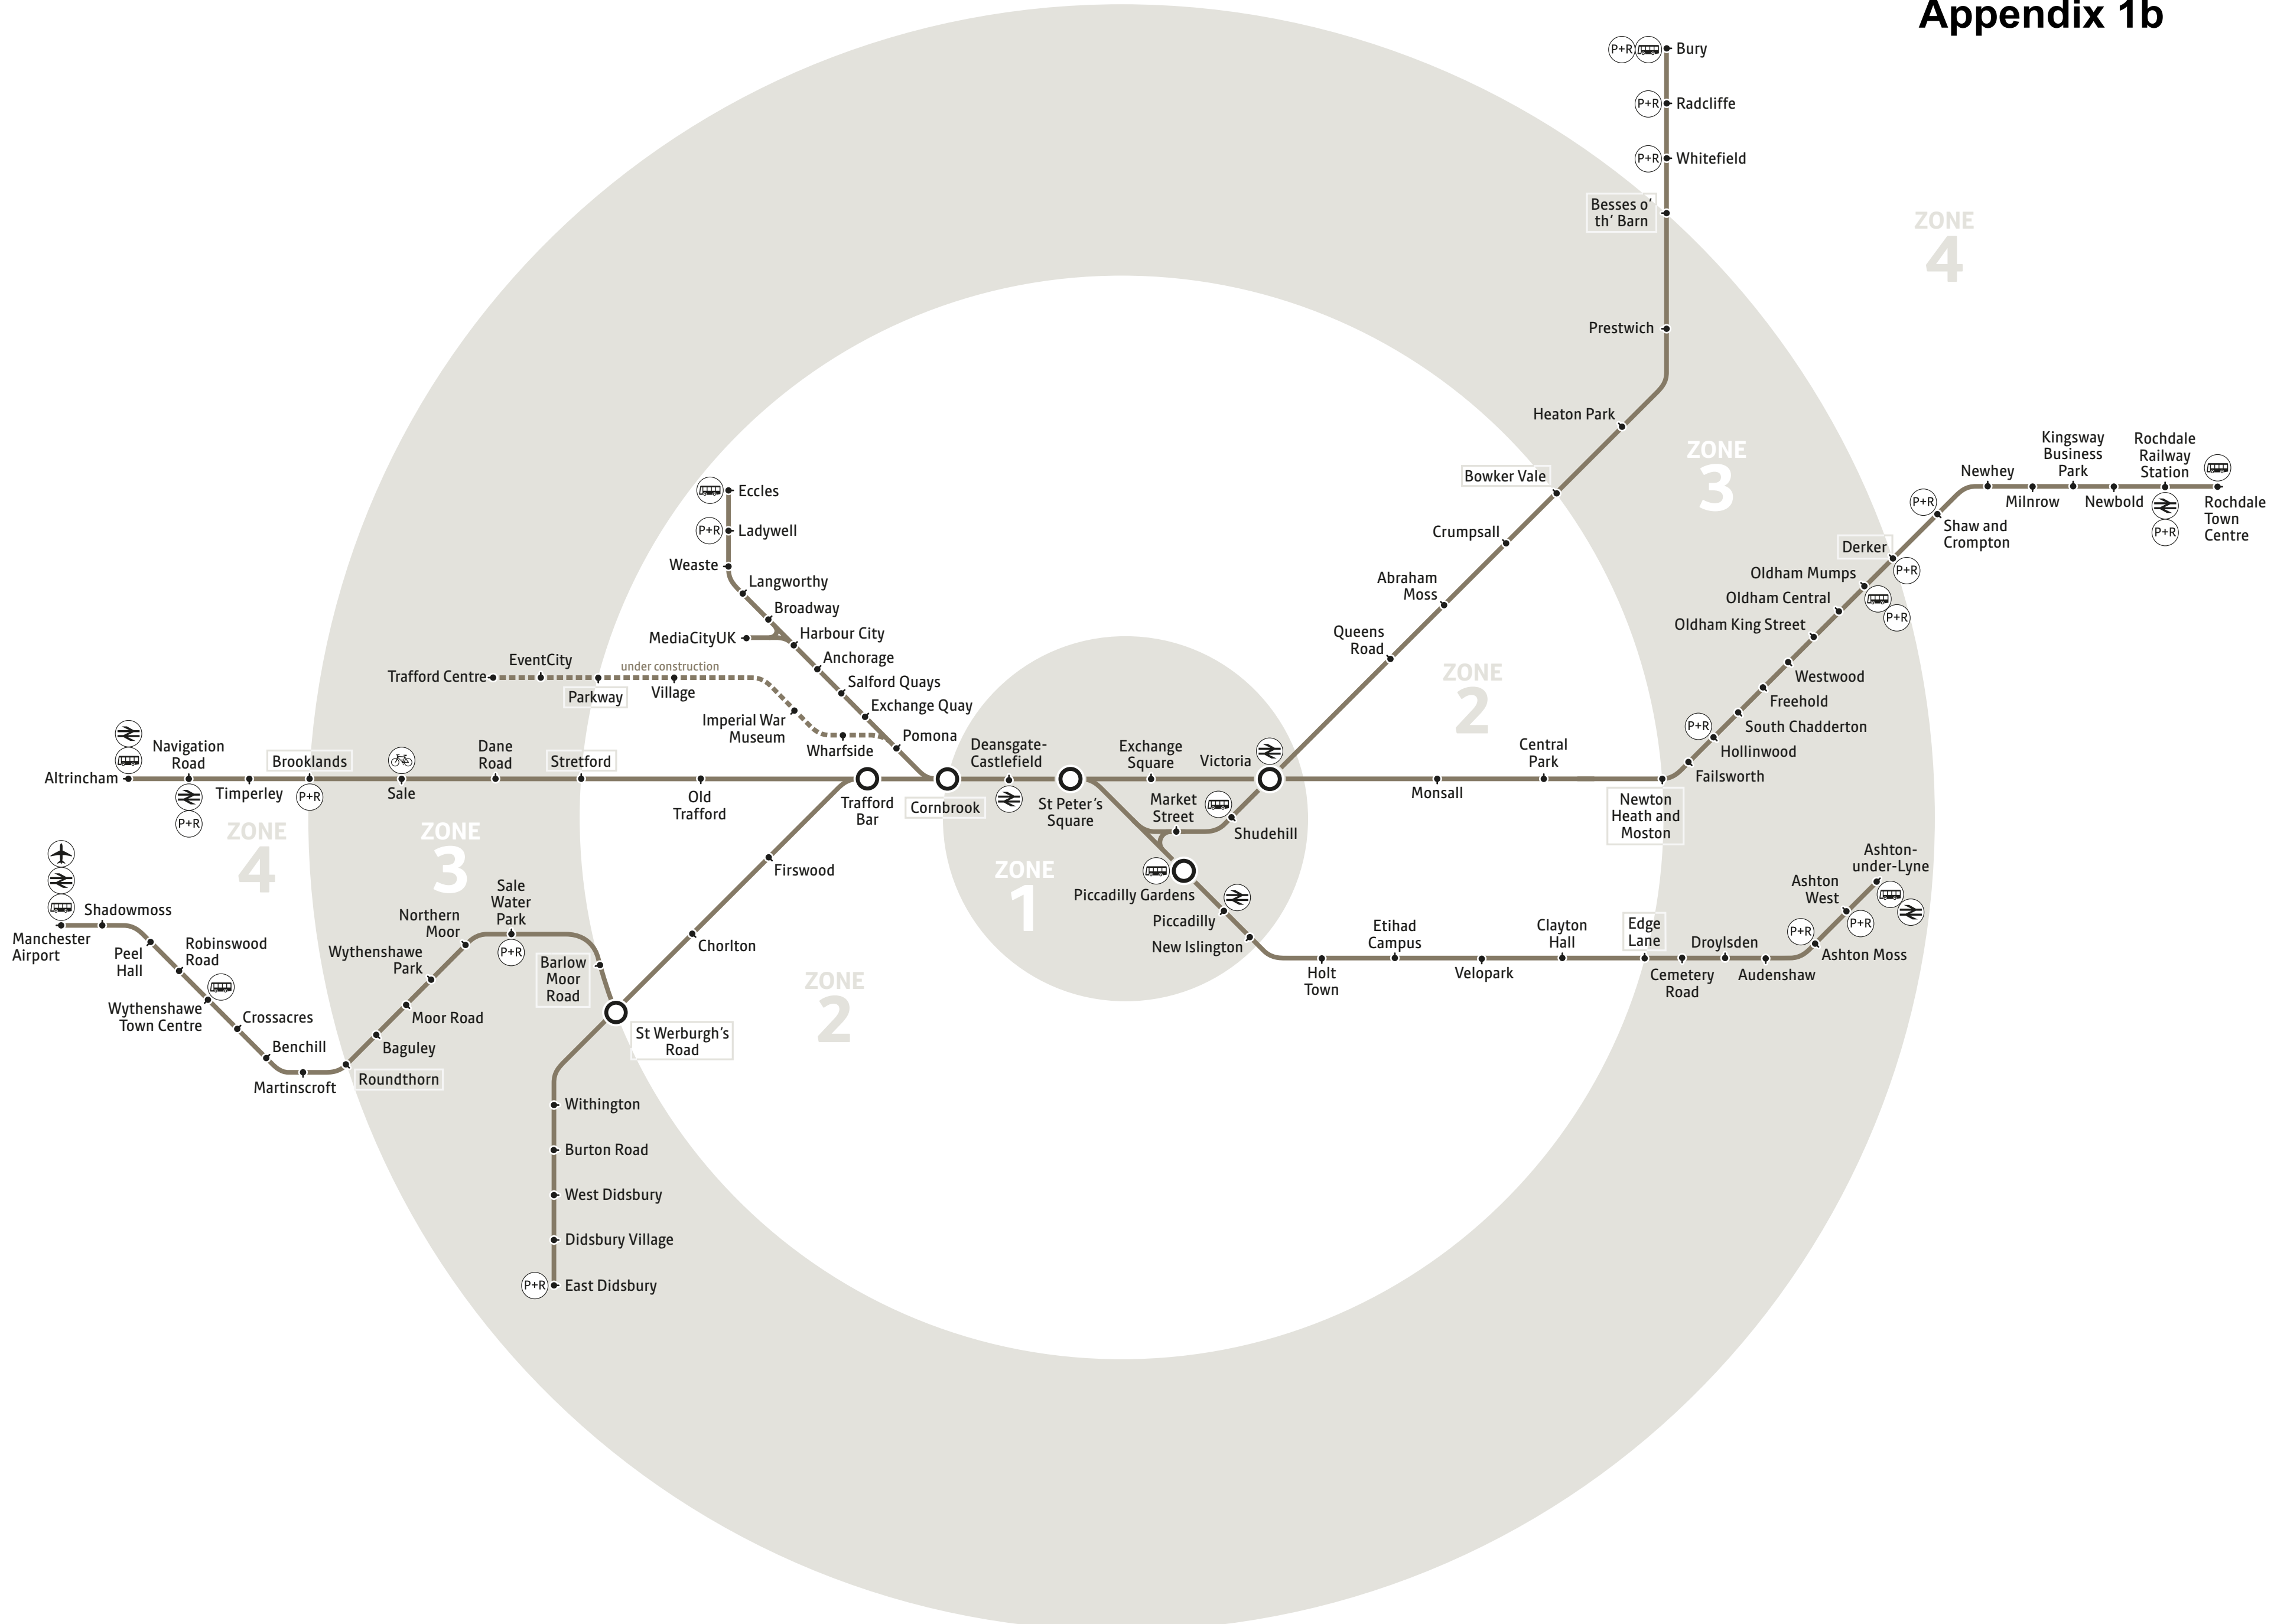 Appendix 1b
P+R
Bury
P+R
Radcliffe
P+R
Whitefield
Besses o'
th' Barn
ZONE
4
Prestwich
Heaton Park
ZONE
3
Bowker Vale
Crumpsall
Abraham
Moss
Queens
Road
ZONE
2
Newhey
Kingsway
Business
Park
Rochdale
Railway
Station
Milnrow
Newbold
P+R
Rochdale
Town
Centre
P+R
Shaw and
Crompton
Derker
P+R
Oldham Mumps
P+R
Oldham Central
Oldham King Street
Westwood
Freehold
South Chadderton
P+R
Hollinwood
Failsworth
Eccles
P+R
Ladywell
Weaste
Langworthy
Broadway
MediaCityUK
Harbour City
Anchorage
Salford Quays
Exchange Quay
Pomona
Trafford Centre
EventCity
Parkway
under construction
Village
Imperial War
Museum
Wharfside
Altrincham
Navigation
Road
P+R
Timperley
Brooklands
P+R
Sale
Dane
Road
Stretford
Old
Trafford
Trafford
Bar
Cornbrook
Deansgate-
Castlefield
St Peter's
Square
Exchange
Square
Victoria
Market
Street
Shudehill
Monsall
Central
Park
Newton
Heath and
Moston
ZONE
4
ZONE
3
ZONE
1
Firswood
Chorlton
Piccadilly Gardens
Piccadilly
New Islington
Holt
Town
Etihad
Campus
Velopark
Clayton
Hall
Edge
Lane
Cemetery
Road
Droylsden
Audenshaw
P+R
Ashton Moss
Ashton
West
P+R
Ashton-
under-Lyne
Manchester
Airport
Shadowmoss
Peel
Hall
Robinswood
Road
Wythenshawe
Town Centre
Crossacres
Benchill
Martinscroft
Roundthorn
Baguley
Moor Road
Wythenshawe
Park
Northern
Moor
Sale
Water
Park
P+R
Barlow
Moor
Road
St Werburgh's
Road
ZONE
2
Withington
Burton Road
West Didsbury
Didsbury Village
P+R
East Didsbury